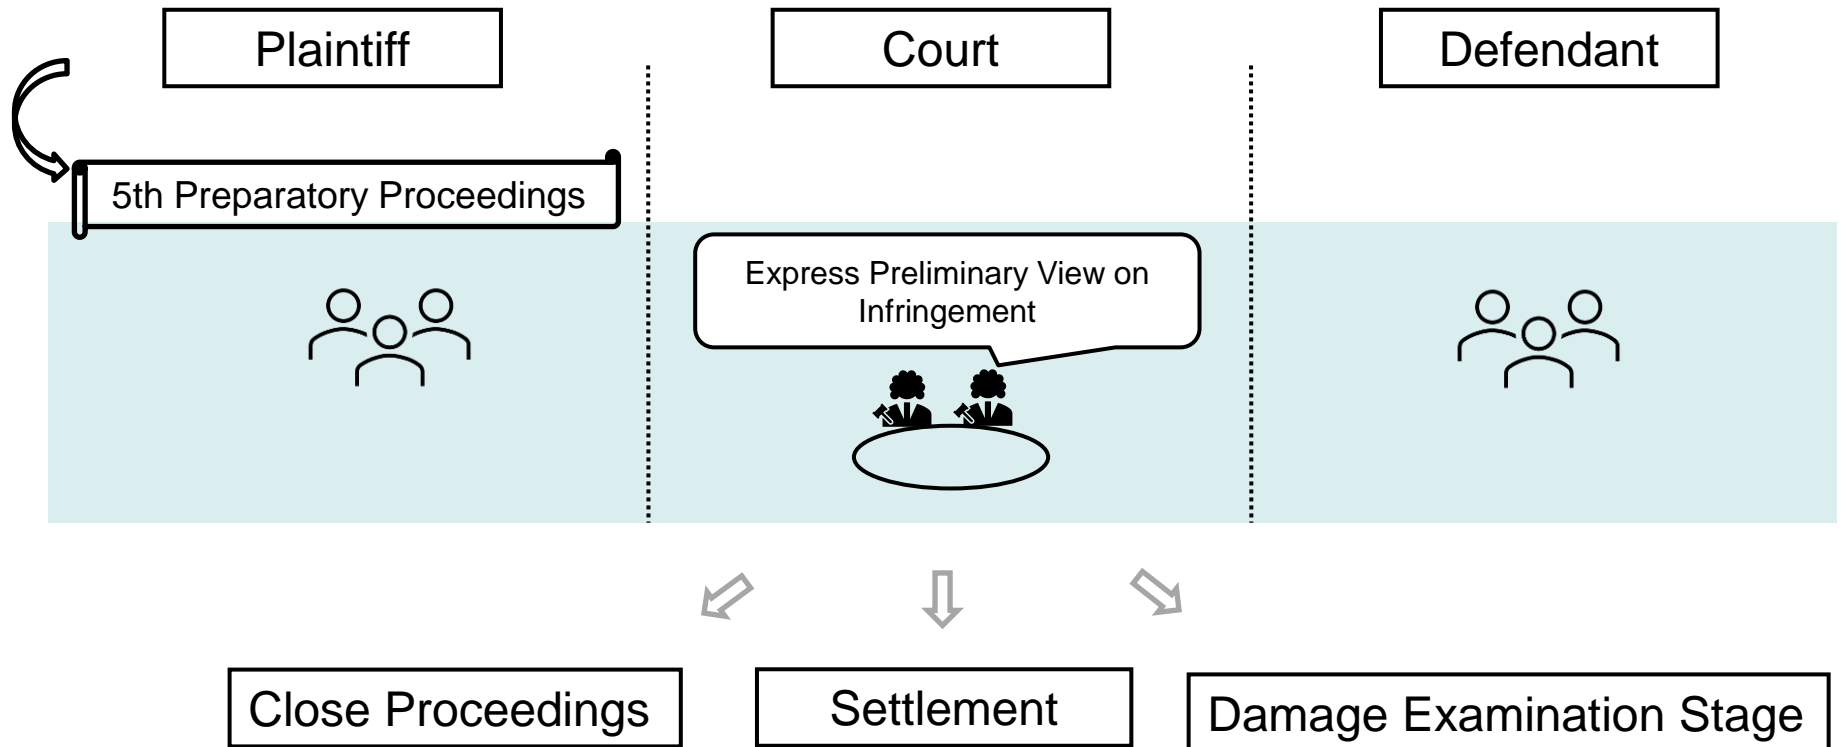 Plaintiff
Court
Defendant
5th Preparatory Proceedings
Express Preliminary View on
Infringement
Close Proceedings
Settlement
Damage Examination Stage